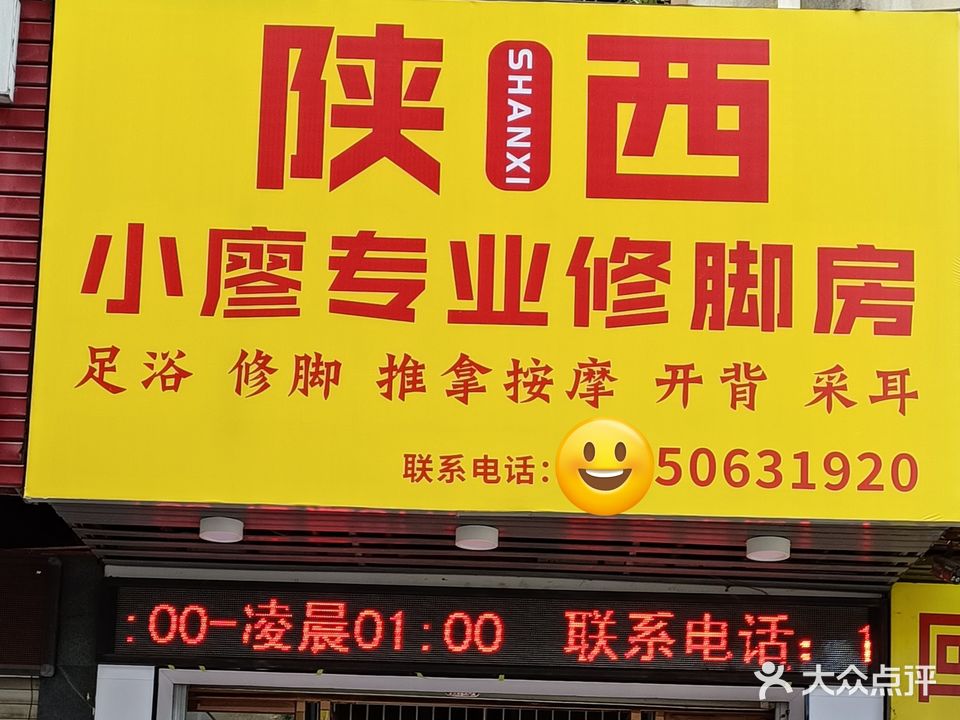 陕 SHANXI 西
小廖专业修脚房
足浴 修脚 推拿按摩 开背 采耳
联系电话: 50631920
:00-凌晨01:00 联系电话: 1
大众点评